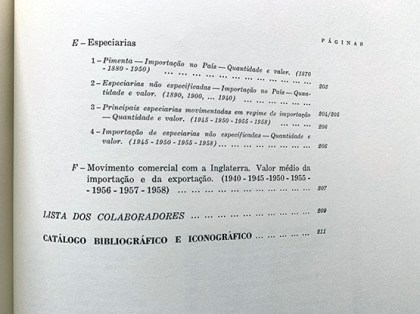 PÁGINAS
E — Especiarias
1 — Pimenta — Importação no País — Quantidade e valor. (1870
- 1880 - 1950) ... ... ... ... ... ... ... ... ... ...
2 — Especiarias não especificadas — Importação no País — Quan-
tidade e valor. (1890, 1900, ... 1940) ... ... ... ... ... 203
3 — Principais especiarias movimentadas em regime de importação
— Quantidade e valor. (1945 - 1950 - 1955 - 1958) ... ... ... 204/205
4 — Importação de especiarias não especificadas — Quantidade e
valor. (1945 - 1950 - 1955 - 1958) ... ... ... ... ... ... 206
F — Movimento comercial com a Inglaterra. Valor médio da
importação e da exportação. (1940 - 1945 - 1950 - 1955 -
- 1956 - 1957 - 1958) ... ... ... ... ... ... ... ... 207
LISTA DOS COLABORADORES ... ... ... ... ... ... ... 209
CATÁLOGO BIBLIOGRÁFICO E ICONOGRÁFICO ... ... ... ... 211